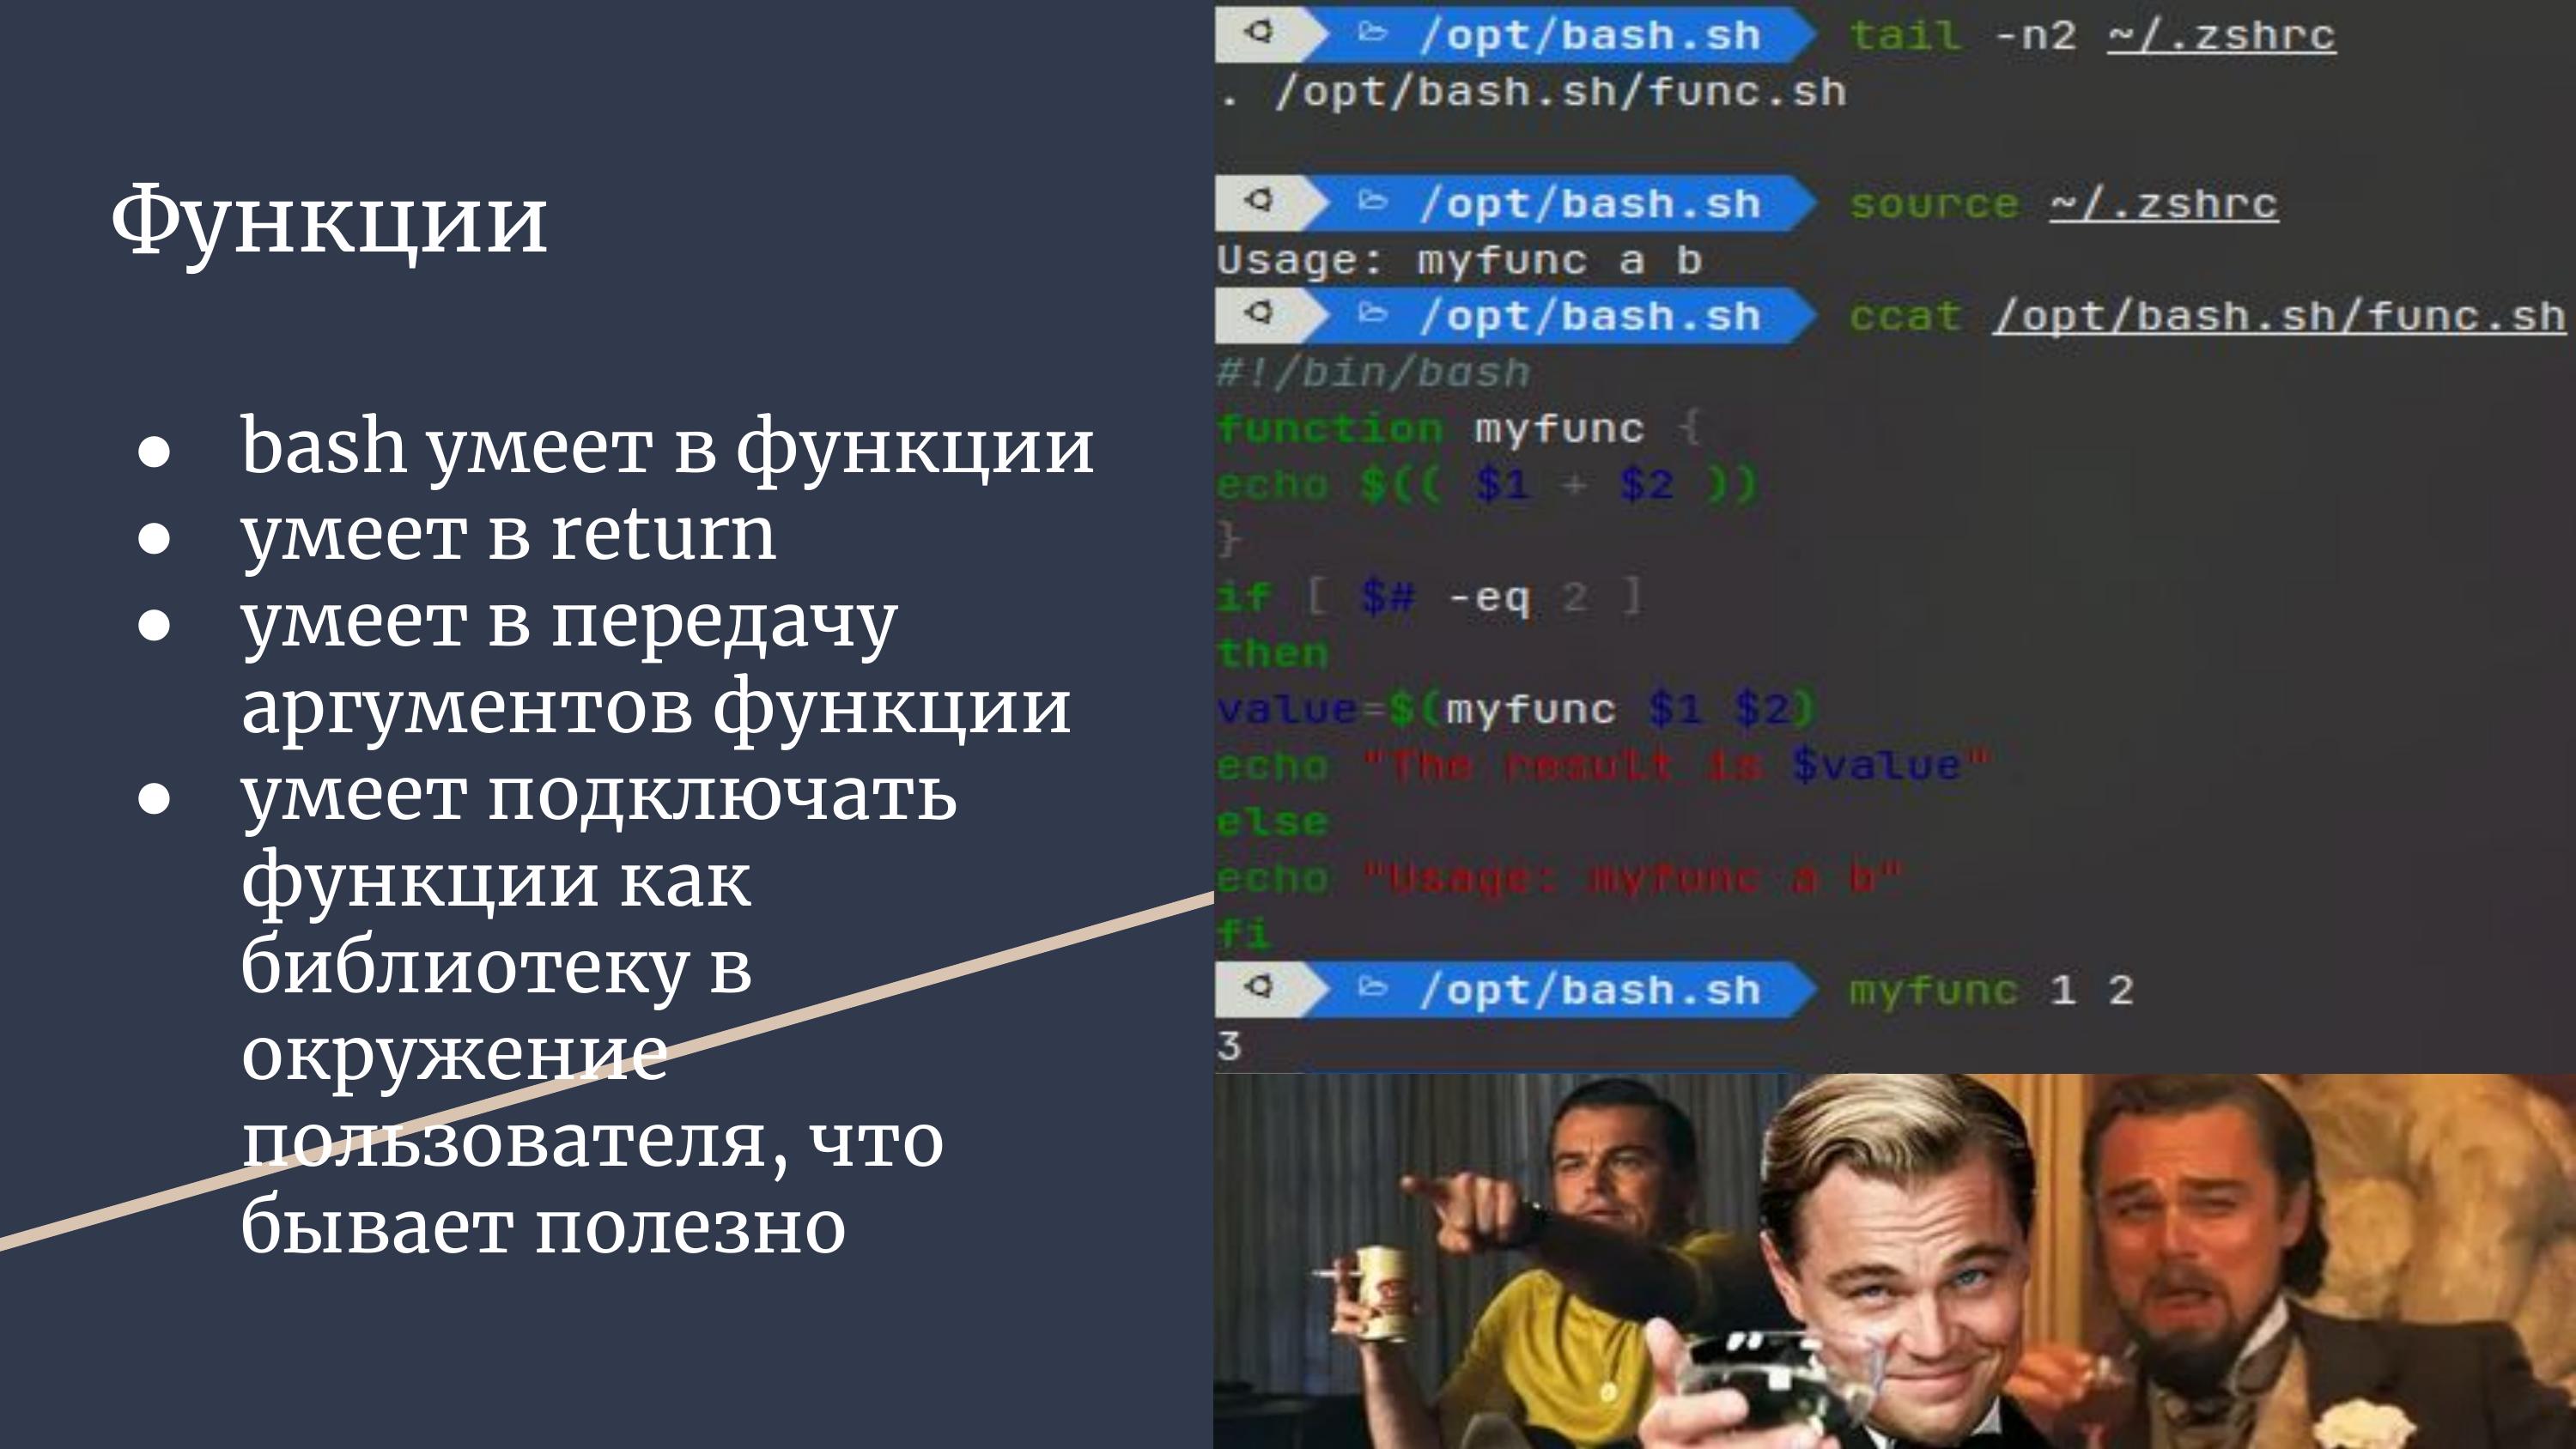 Функции
bash умеет в функции
умеет в return
умеет в передачу
аргументов функции
умеет подключать
функции как
библиотеку в
окружение
пользователя, что
бывает полезно
/opt/bash.sh tail -n2 ~/.zshrc
. /opt/bash.sh/func.sh
/opt/bash.sh source ~/.zshrc
Usage: myfunc a b
/opt/bash.sh ccat /opt/bash.sh/func.sh
#!/bin/bash
function myfunc {
echo $(( $1 + $2 ))
}
if [ $# -eq 2 ]
then
value=$(myfunc $1 $2)
echo "The result is $value"
else
echo "Usage: myfunc a b"
fi
/opt/bash.sh myfunc 1 2
3